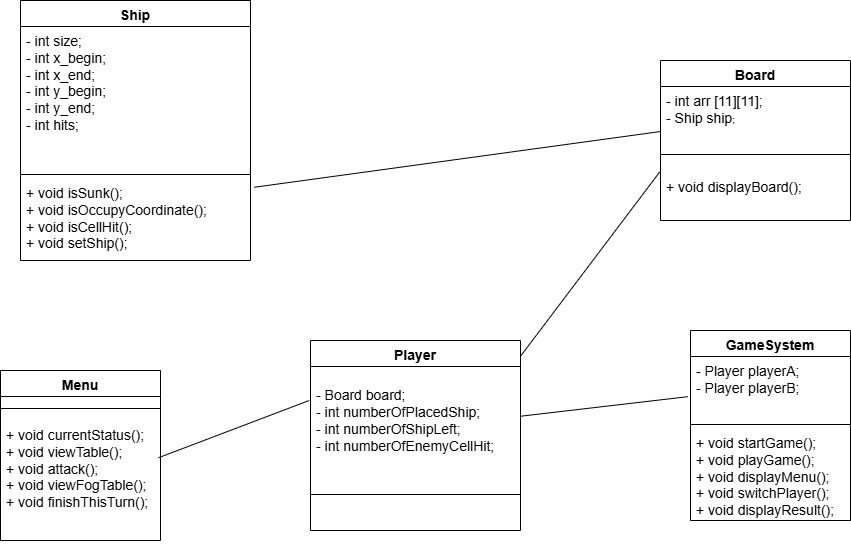 Ship
- int size;
- int x_begin;
- int x_end;
- int y_begin;
- int y_end;
- int hits;
+ void isSunk();
+ void isOccupyCoordinate();
+ void isCellHit();
+ void setShip();
Board
- int arr [11][11];
- Ship ship;
+ void displayBoard();
Menu
+ void currentStatus();
+ void viewTable();
+ void attack();
+ void viewFogTable();
+ void finishThisTurn();
Player
- Board board;
- int numberOfPlacedShip;
- int numberOfShipLeft;
- int numberOfEnemyCellHit;
GameSystem
- Player playerA;
- Player playerB;
+ void startGame();
+ void playGame();
+ void displayMenu();
+ void switchPlayer();
+ void displayResult();